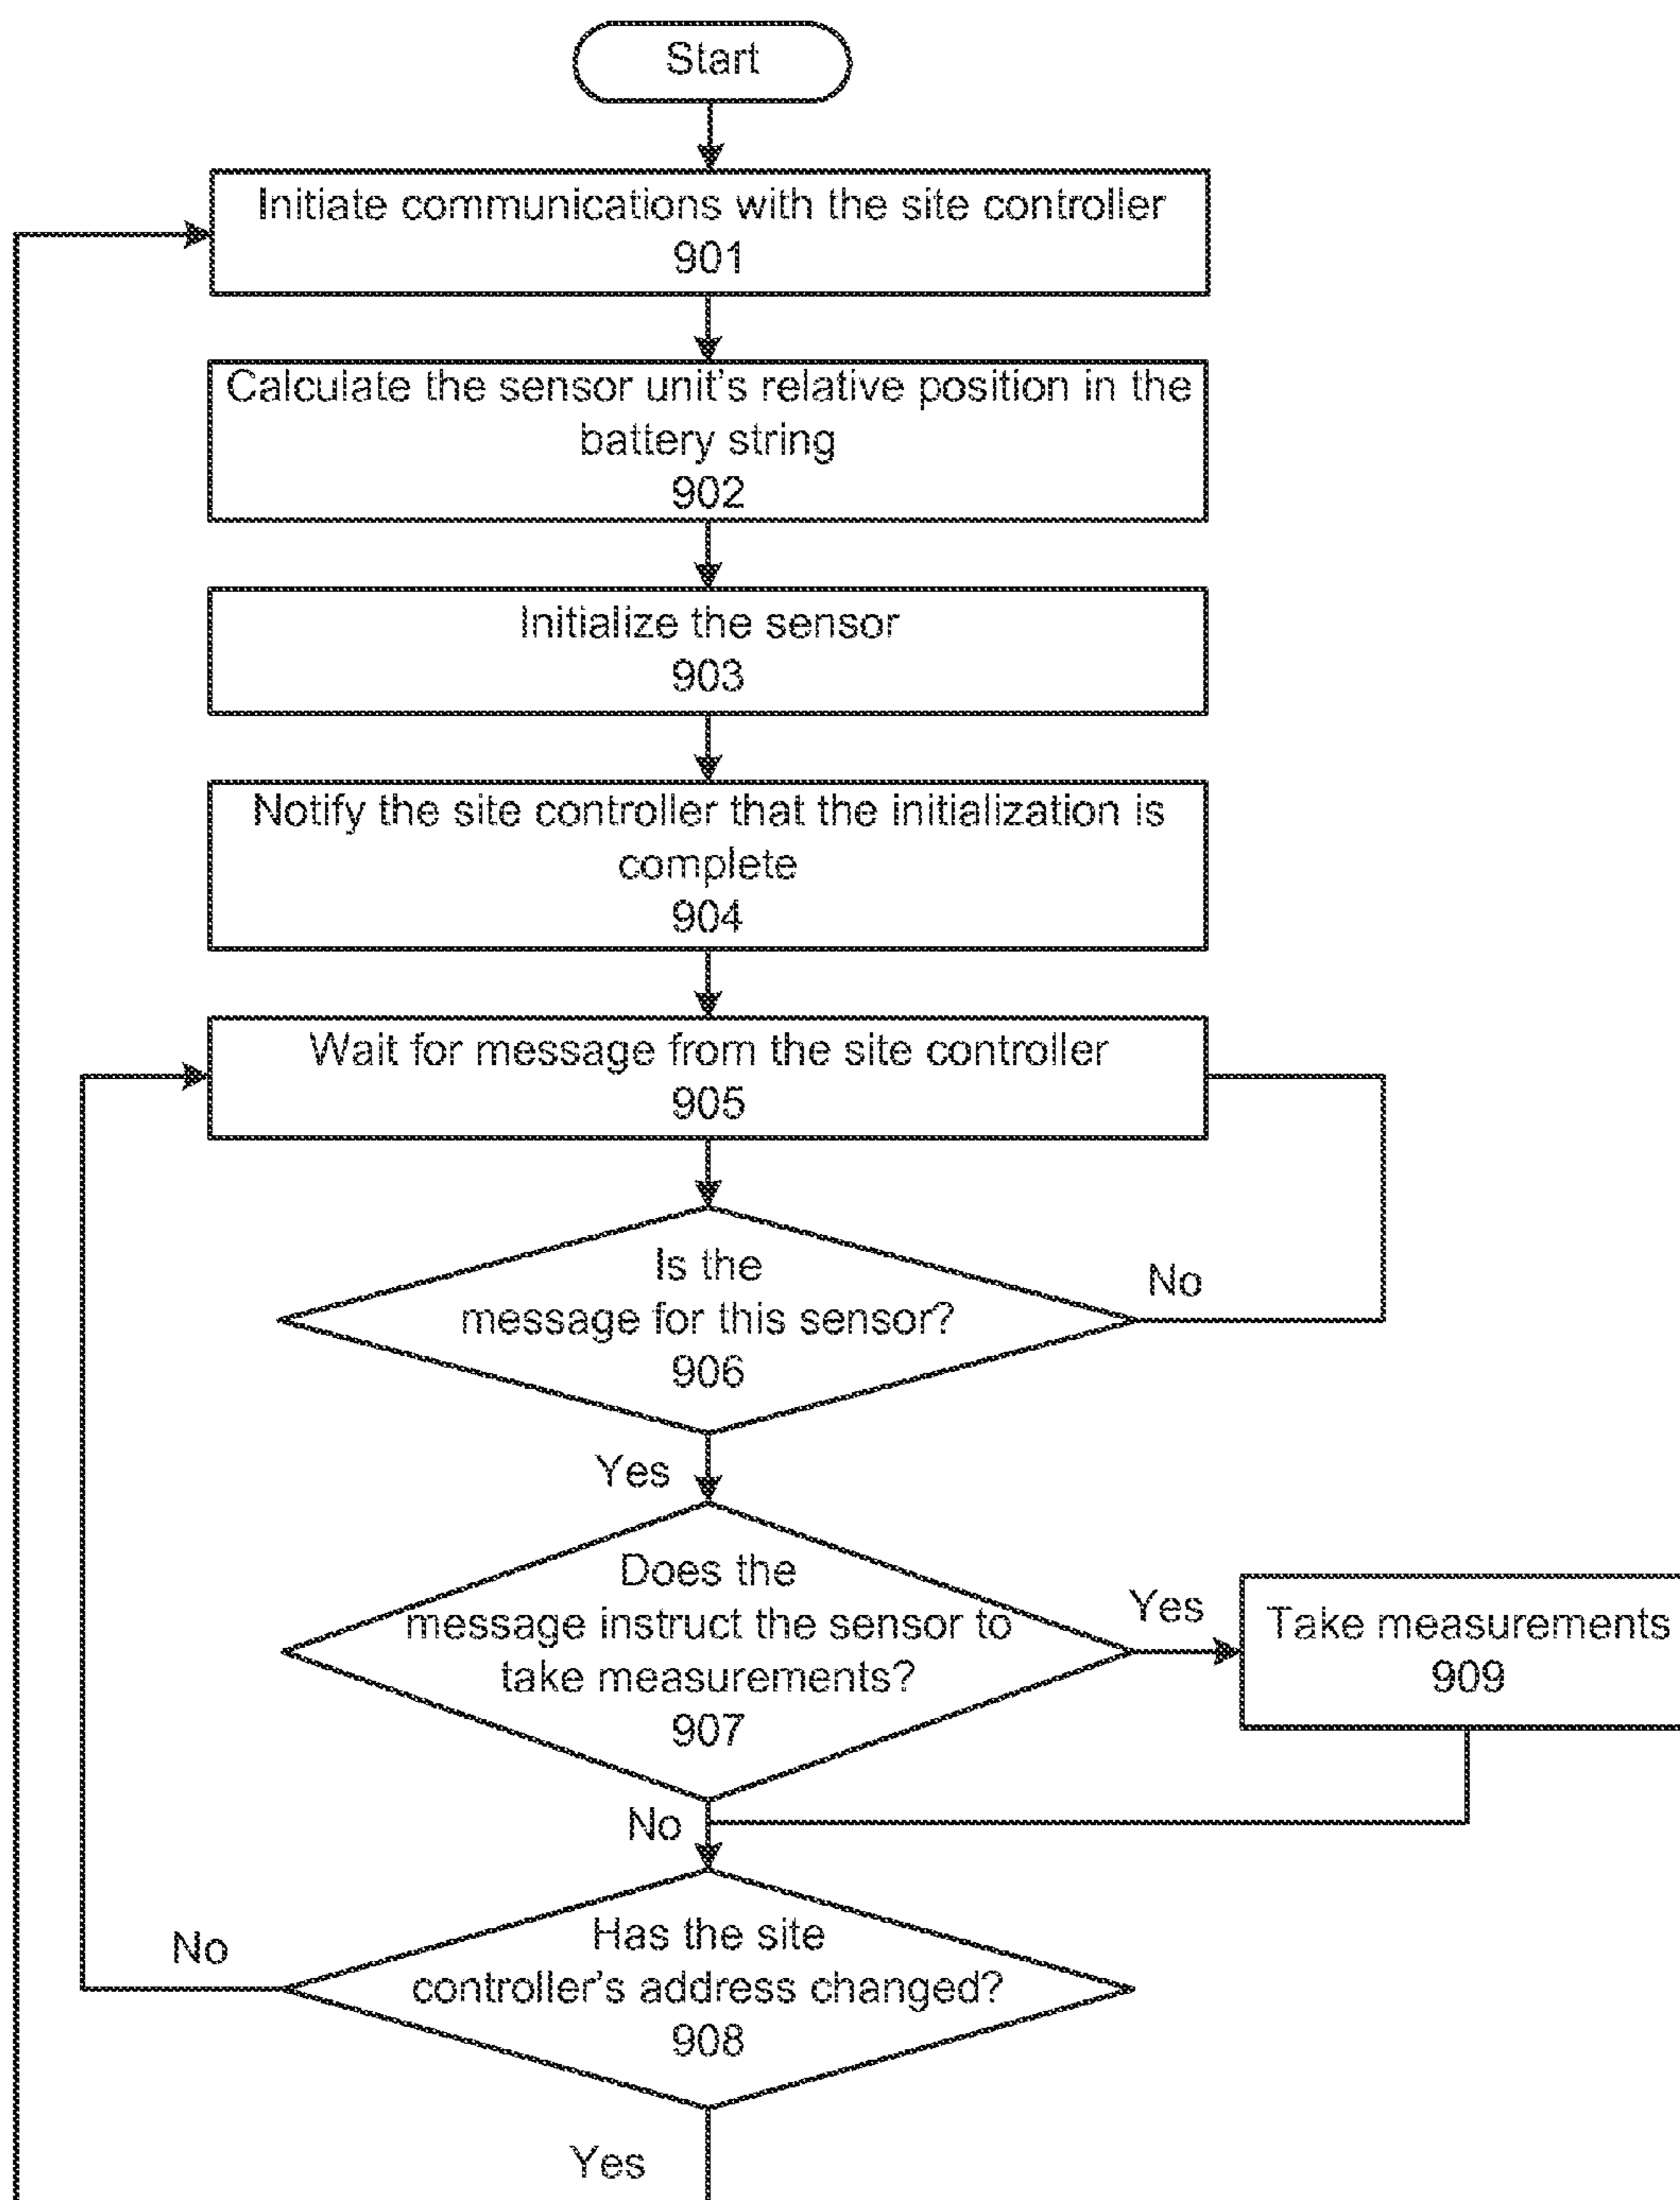 Start
Initiate communications with the site controller
901
Calculate the sensor unit's relative position in the
battery string
902
Initialize the sensor
903
Notify the site controller that the initialization is
complete
904
Wait for message from the site controller
905
Is the
message for this sensor?
906
No
Yes
Does the
message instruct the sensor to
take measurements?
907
Yes
Take measurements
909
No
Has the site
controller's address changed?
908
No
Yes